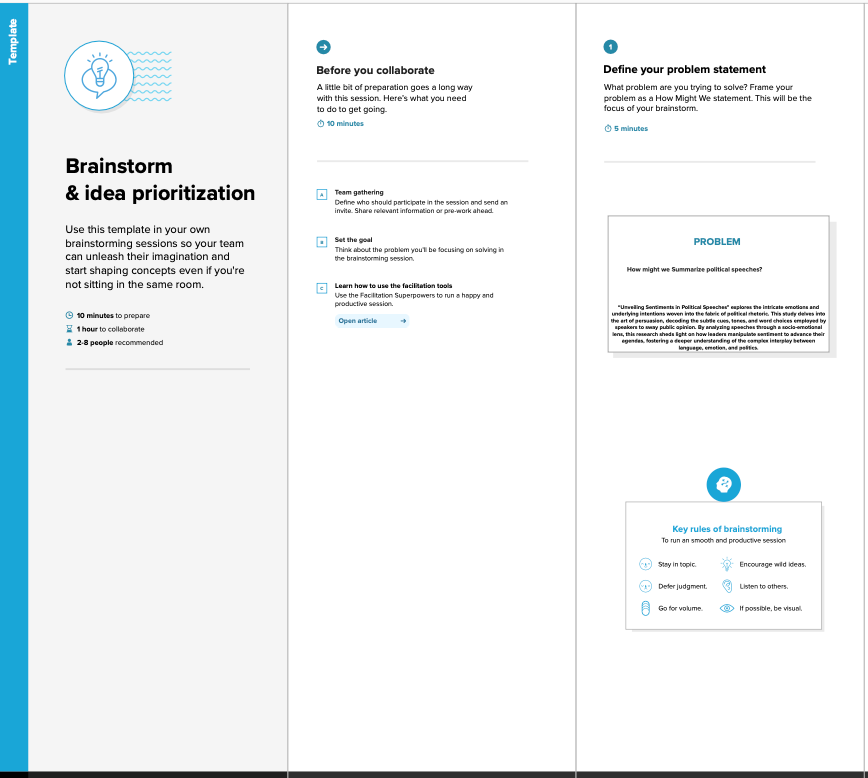 Template
Brainstorm
& idea prioritization
Use this template in your own
brainstorming sessions so your team
can unleash their imagination and
start shaping concepts even if you're
not sitting in the same room.
10 minutes to prepare
1 hour to collaborate
2-8 people recommended
Before you collaborate
A little bit of preparation goes a long way
with this session. Here's what you need
to do to get going.
10 minutes
A
Team gathering
Define who should participate in the session and send an
invite. Share relevant information or pre-work ahead.
B
Set the goal
Think about the problem you'll be focusing on solving in
the brainstorming session.
C
Learn how to use the facilitation tools
Use the Facilitation Superpowers to run a happy and
productive session.
Open article
1
Define your problem statement
What problem are you trying to solve? Frame your
problem as a How Might We statement. This will be the
focus of your brainstorm.
5 minutes
PROBLEM
How might we Summarize political speeches?
"Unveiling Sentiments in Political Speeches" explores the intricate emotions and
underlying intentions woven into the fabric of political rhetoric. This study delves into
the art of persuasion, decoding the subtle cues, tones, and word choices employed by
speakers to sway public opinion. By analyzing speeches through a socio-emotional
lens, this research sheds light on how leaders manipulate sentiment to advance their
agendas, fostering a deeper understanding of the complex interplay between
language, emotion, and politics.
Key rules of brainstorming
To run an smooth and productive session
Stay in topic.
Encourage wild ideas.
Defer judgment.
Listen to others.
Go for volume.
If possible, be visual.